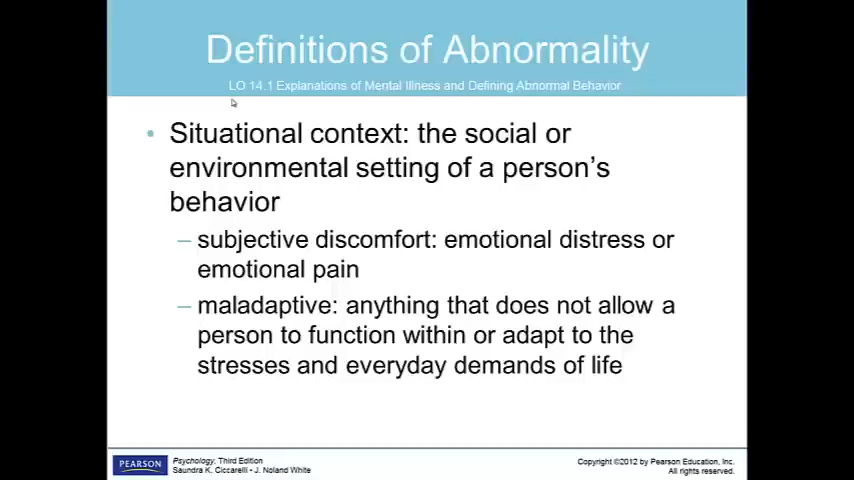 Definitions of Abnormality
LO 14.1 Explanations of Mental Illness and Defining Abnormal Behavior
• Situational context: the social or
environmental setting of a person's
behavior
– subjective discomfort: emotional distress or
emotional pain
– maladaptive: anything that does not allow a
person to function within or adapt to the
stresses and everyday demands of life
PEARSON
Psychology, Third Edition
Saundra K. Ciccarelli • J. Noland White
Copyright ©2012 by Pearson Education, Inc.
All rights reserved.